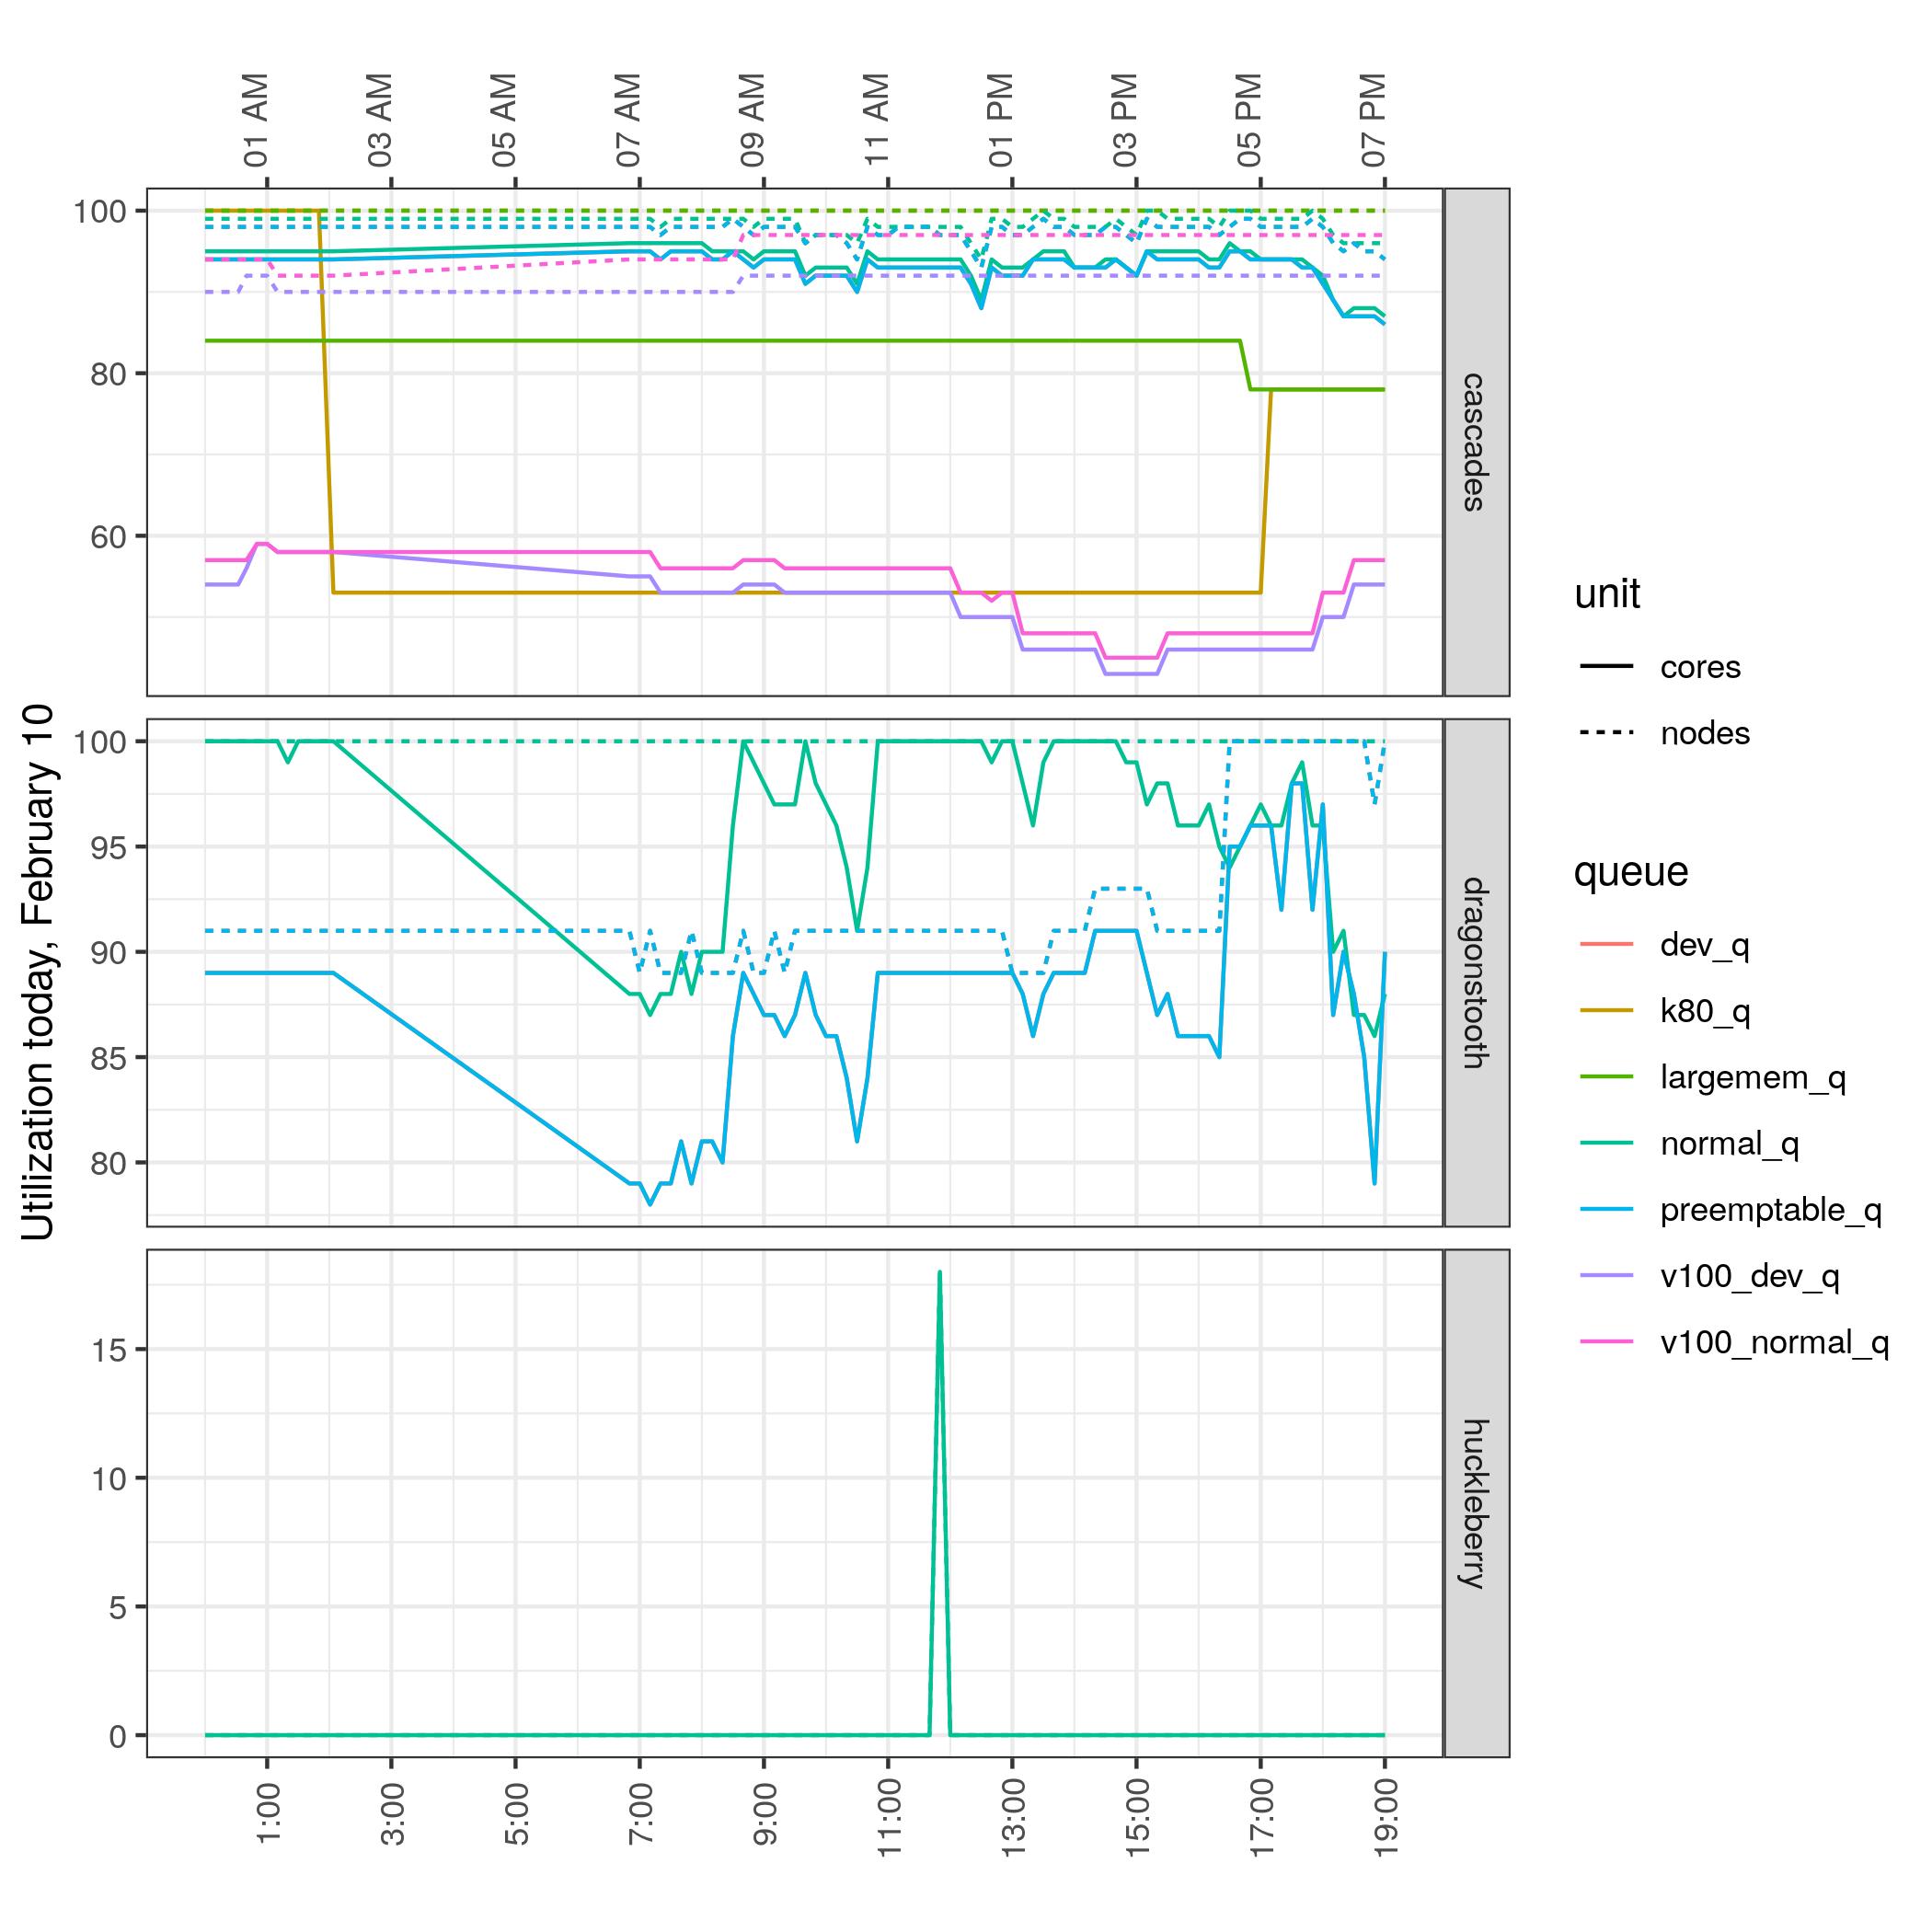 01 AM
03 AM
05 AM
07 AM
09 AM
11 AM
01 PM
03 PM
05 PM
07 PM
Utilization today, February 10
100
80
60
cascades
100
95
90
85
80
dragonstooth
15
10
5
0
huckleberry
1:00
3:00
5:00
7:00
9:00
11:00
13:00
15:00
17:00
19:00
unit
cores
nodes
queue
dev_q
k80_q
largemem_q
normal_q
preemptable_q
v100_dev_q
v100_normal_q